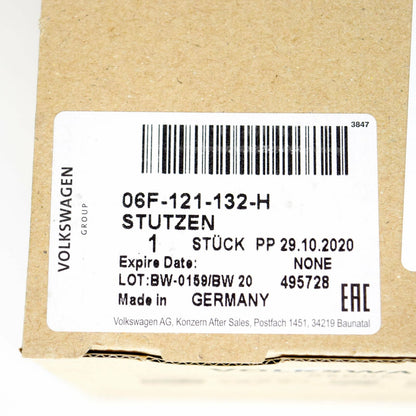 3847
VOLKSWAGEN
GROUP
06F-121-132-H
STUTZEN
1 STÜCK PP 29.10.2020
Expire Date: NONE
LOT:BW-0159/BW 20 495728
Made in GERMANY
EAC
Volkswagen AG, Konzern After Sales, Postfach 1451, 34219 Baunatal
VOLKSWAGEN